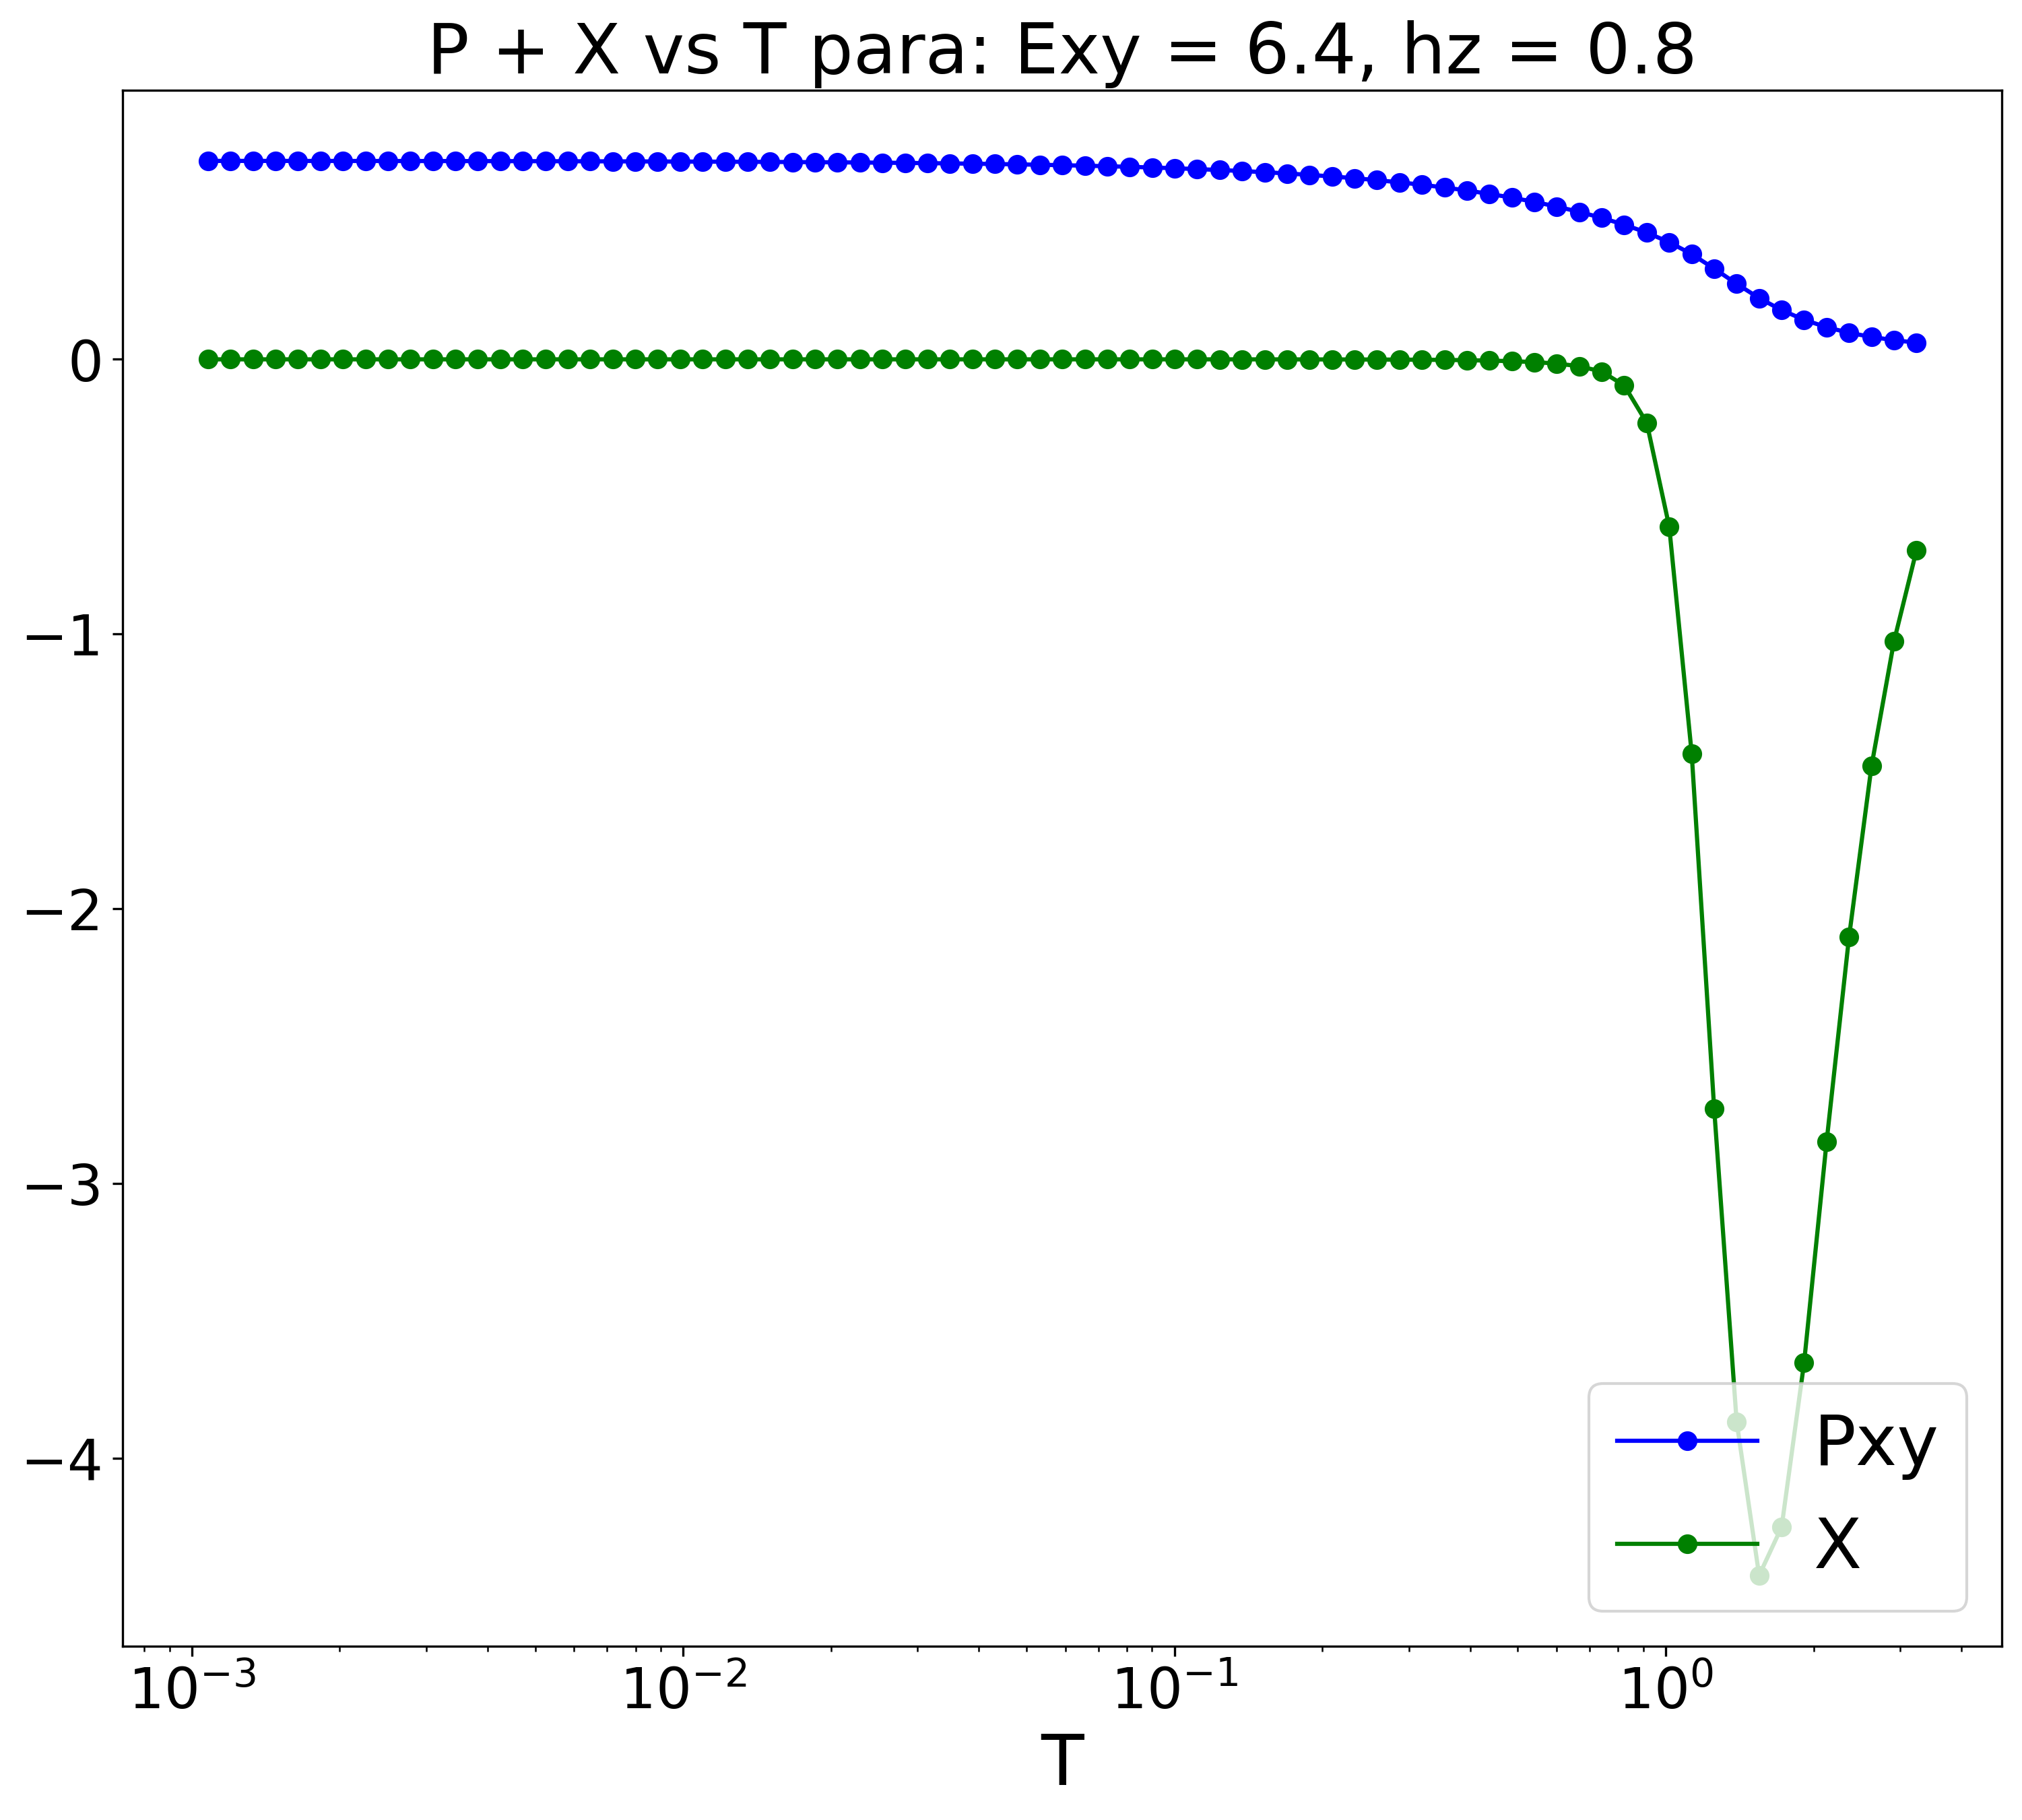 P + X vs T para: Exy = 6.4, hz = 0.8
0
−1
−2
−3
−4
Pxy
X
10⁻³ 10⁻² 10⁻¹ 10⁰
T